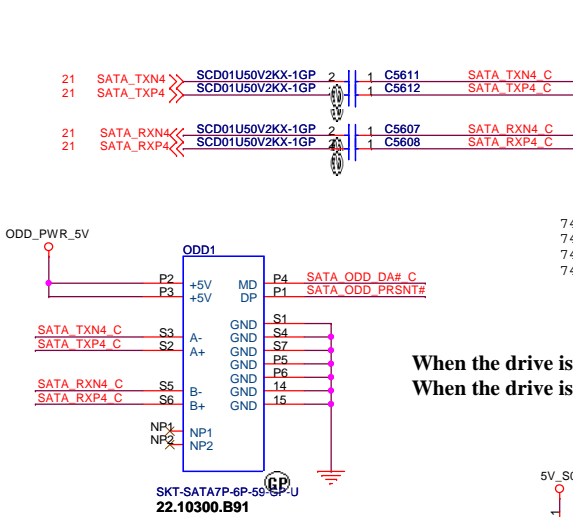 21 SATA_TXN4 SCD01U50V2KX-1GP 2 1 C5611 SATA_TXN4_C
21 SATA_TXP4 SCD01U50V2KX-1GP 1 C5612 SATA_TXP4_C
21 SATA_RXN4 SCD01U50V2KX-1GP 2 1 C5607 SATA_RXN4_C
21 SATA_RXP4 SCD01U50V2KX-1GP 1 C5608 SATA_RXP4_C
ODD_PWR_5V
ODD1
P2 +5V MD P4 SATA_ODD_DA#_C
P3 +5V DP P1 SATA_ODD_PRSNT#
GND S1
SATA_TXN4_C S3 A- GND S4
SATA_TXP4_C S2 A+ GND S7
GND P5
GND P6
SATA_RXN4_C S5 B- GND 14
SATA_RXP4_C S6 B+ GND 15
NP1 NP1
NP2 NP2
When the drive is
When the drive is
GP
SKT-SATA7P-6P-59-GP-U
22.10300.B91
5V_S0
1